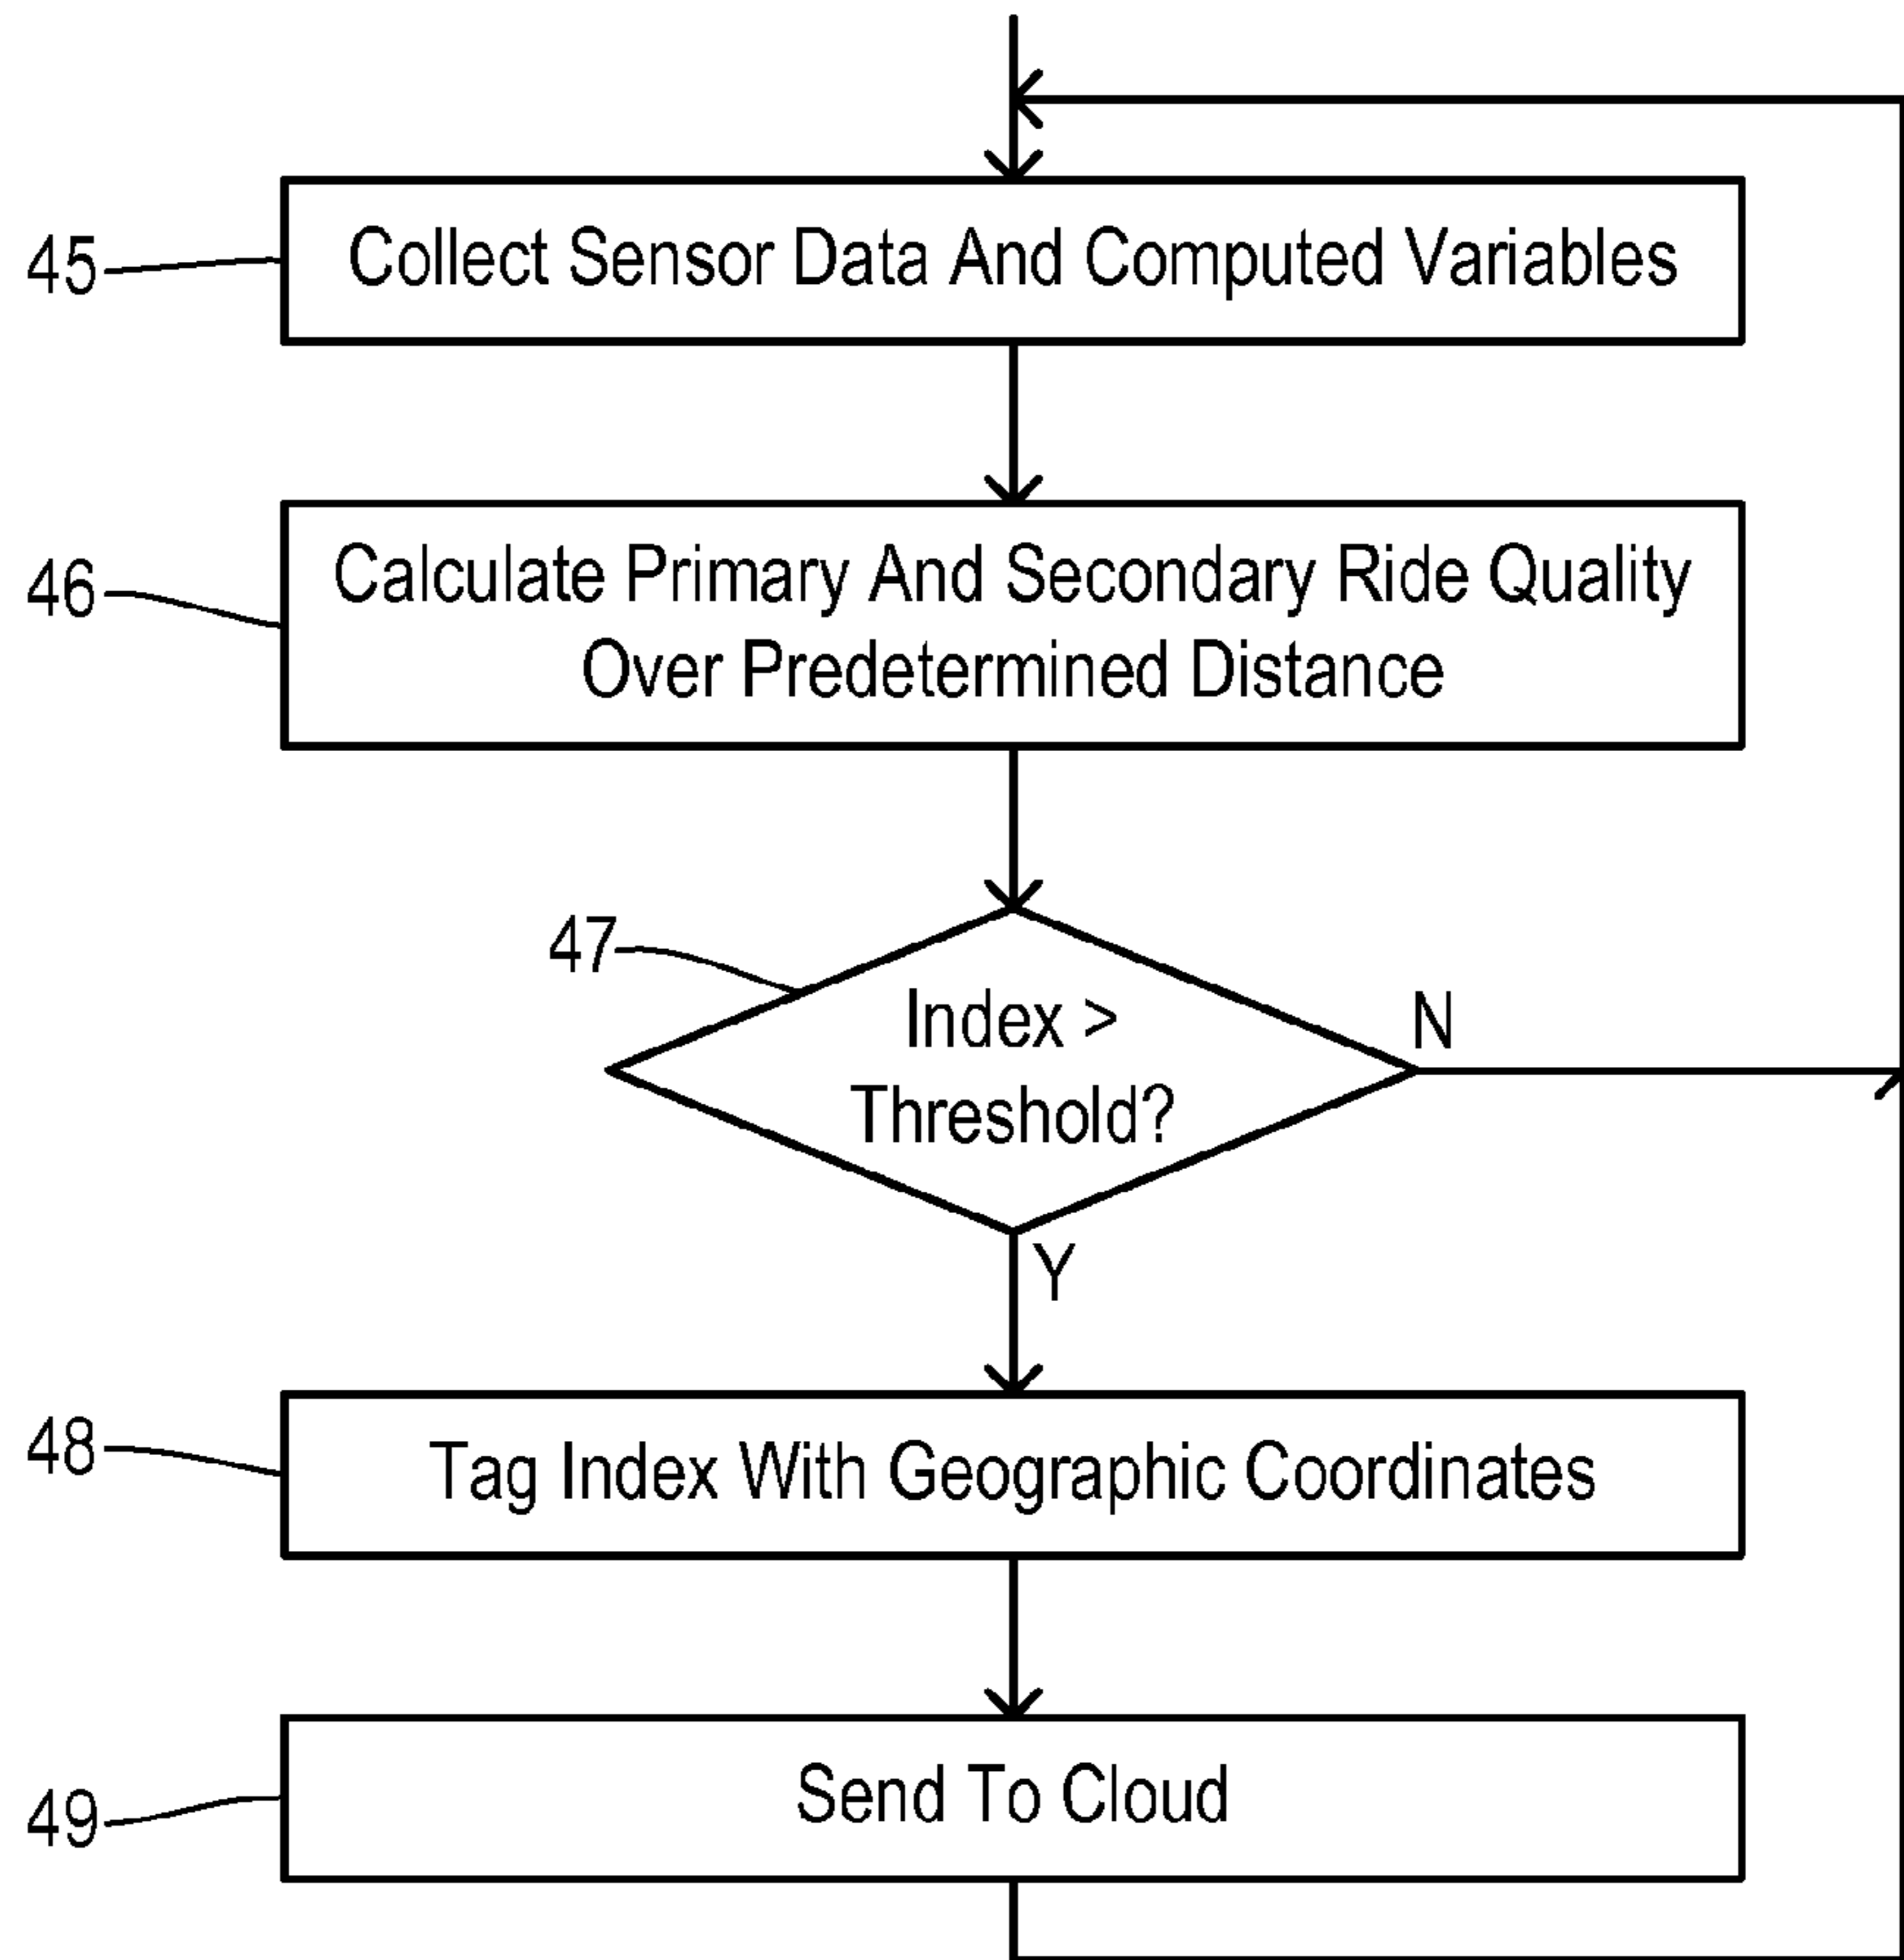 45
Collect Sensor Data And Computed Variables
46
Calculate Primary And Secondary Ride Quality
Over Predetermined Distance
47
Index >
Threshold?
N
Y
48
Tag Index With Geographic Coordinates
49
Send To Cloud